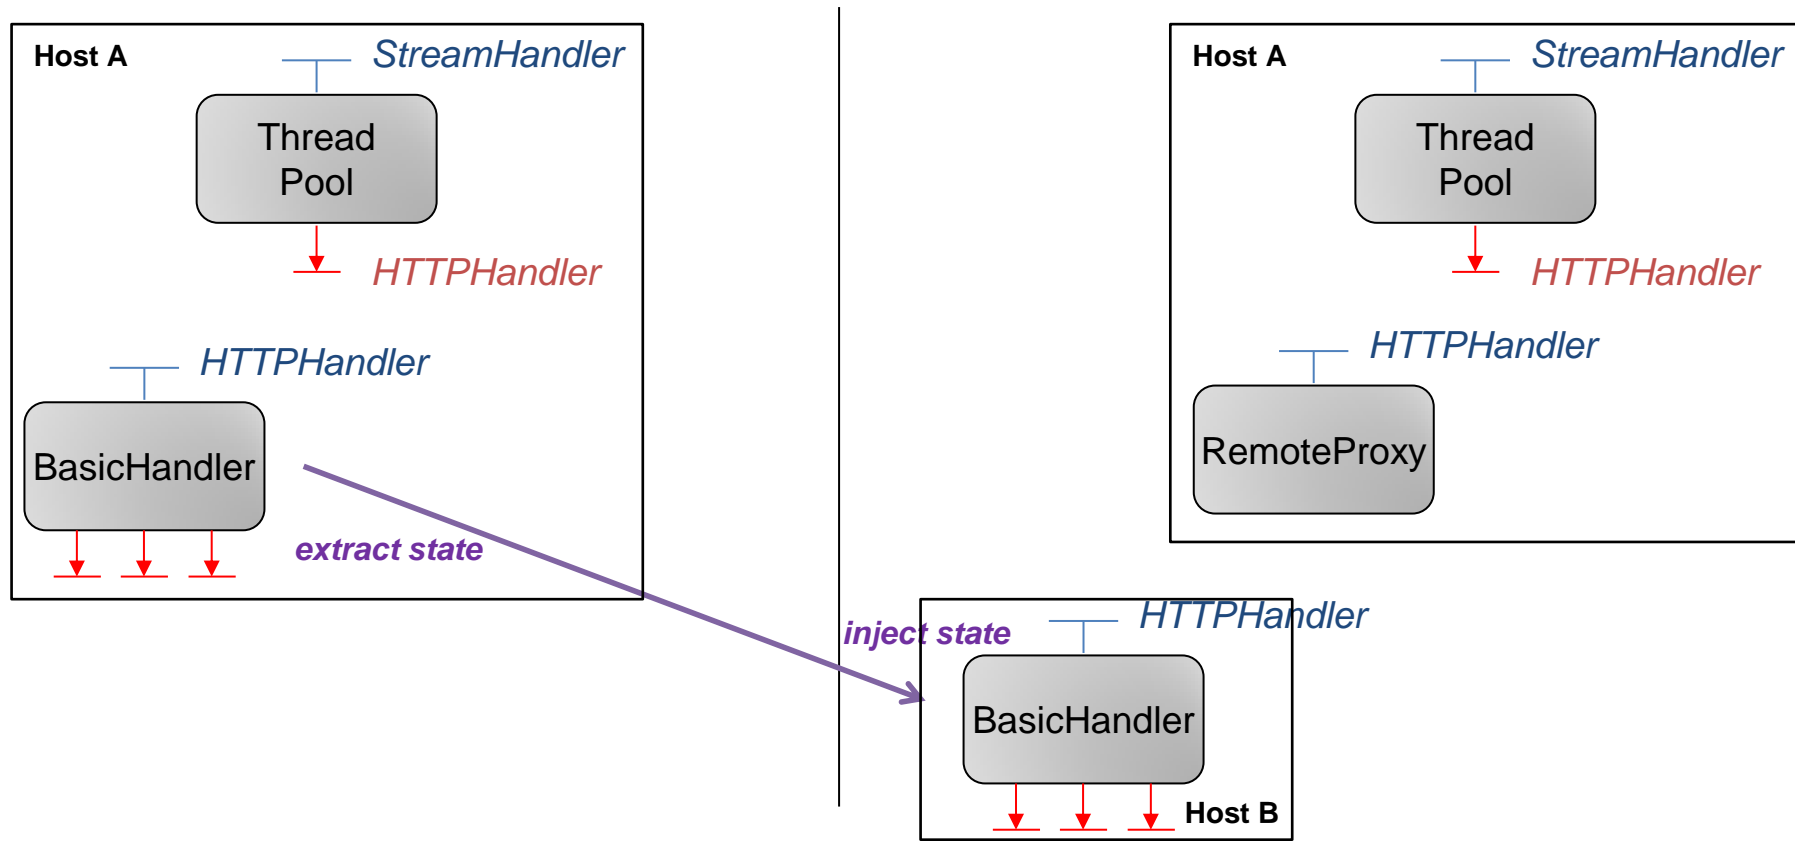 Host A
StreamHandler
Thread
Pool
HTTPHandler
HTTPHandler
BasicHandler
extract state
Host A
StreamHandler
Thread
Pool
HTTPHandler
HTTPHandler
RemoteProxy
inject state
HTTPHandler
BasicHandler
Host B